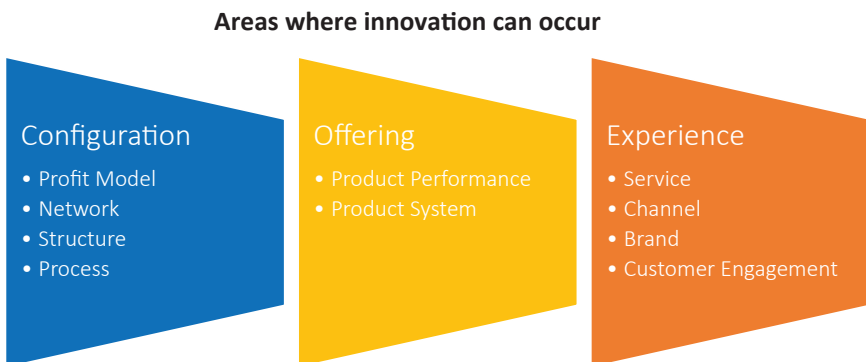 Areas where innovation can occur
Configuration
• Profit Model
• Network
• Structure
• Process
Offering
• Product Performance
• Product System
Experience
• Service
• Channel
• Brand
• Customer Engagement